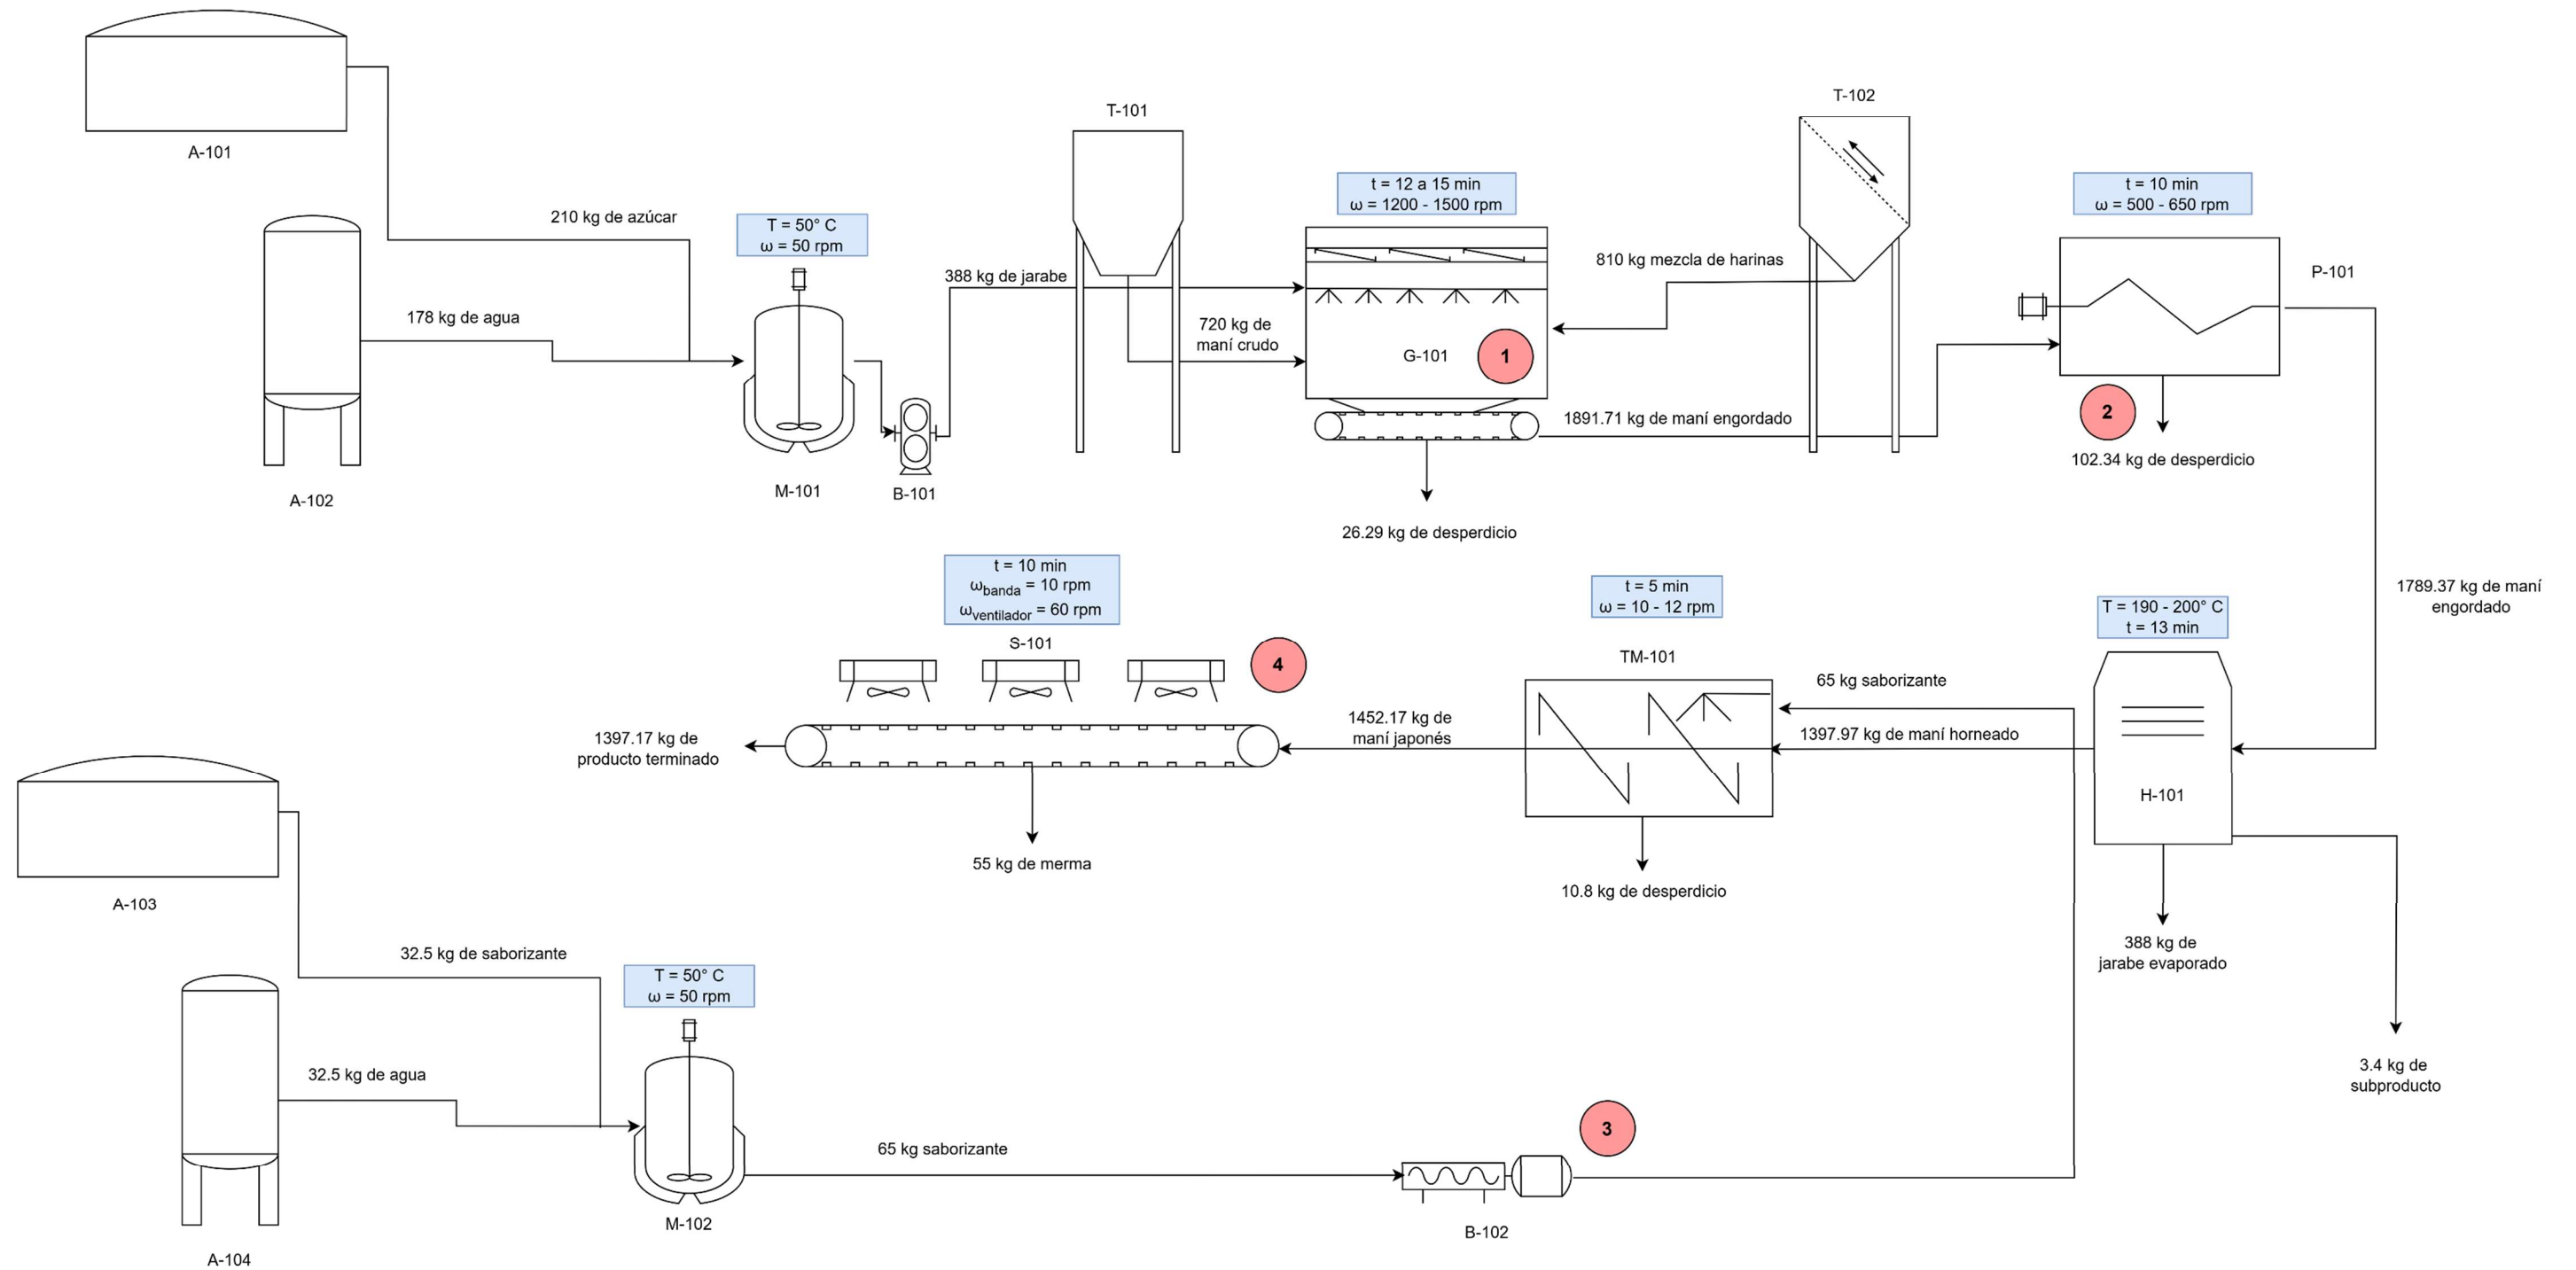 T-102
T-101
A-101
t = 12 a 15 min
ω = 1200 - 1500 rpm
t = 10 min
ω = 500 - 650 rpm
210 kg de azúcar
T = 50° C
ω = 50 rpm
810 kg mezcla de harinas
P-101
388 kg de jarabe
178 kg de agua
720 kg de
maní crudo
G-101
1
1891.71 kg de maní engordado
2
102.34 kg de desperdicio
A-102
M-101
B-101
26.29 kg de desperdicio
t = 10 min
ωbanda = 10 rpm
ωventilador = 60 rpm
S-101
t = 5 min
ω = 10 - 12 rpm
1789.37 kg de maní
engordado
T = 190 - 200° C
t = 13 min
4
TM-101
65 kg saborizante
1397.17 kg de
producto terminado
1452.17 kg de
maní japonés
1397.97 kg de maní horneado
H-101
55 kg de merma
10.8 kg de desperdicio
A-103
388 kg de
jarabe evaporado
32.5 kg de saborizante
T = 50° C
ω = 50 rpm
3.4 kg de
subproducto
32.5 kg de agua
65 kg saborizante
3
M-102
B-102
A-104